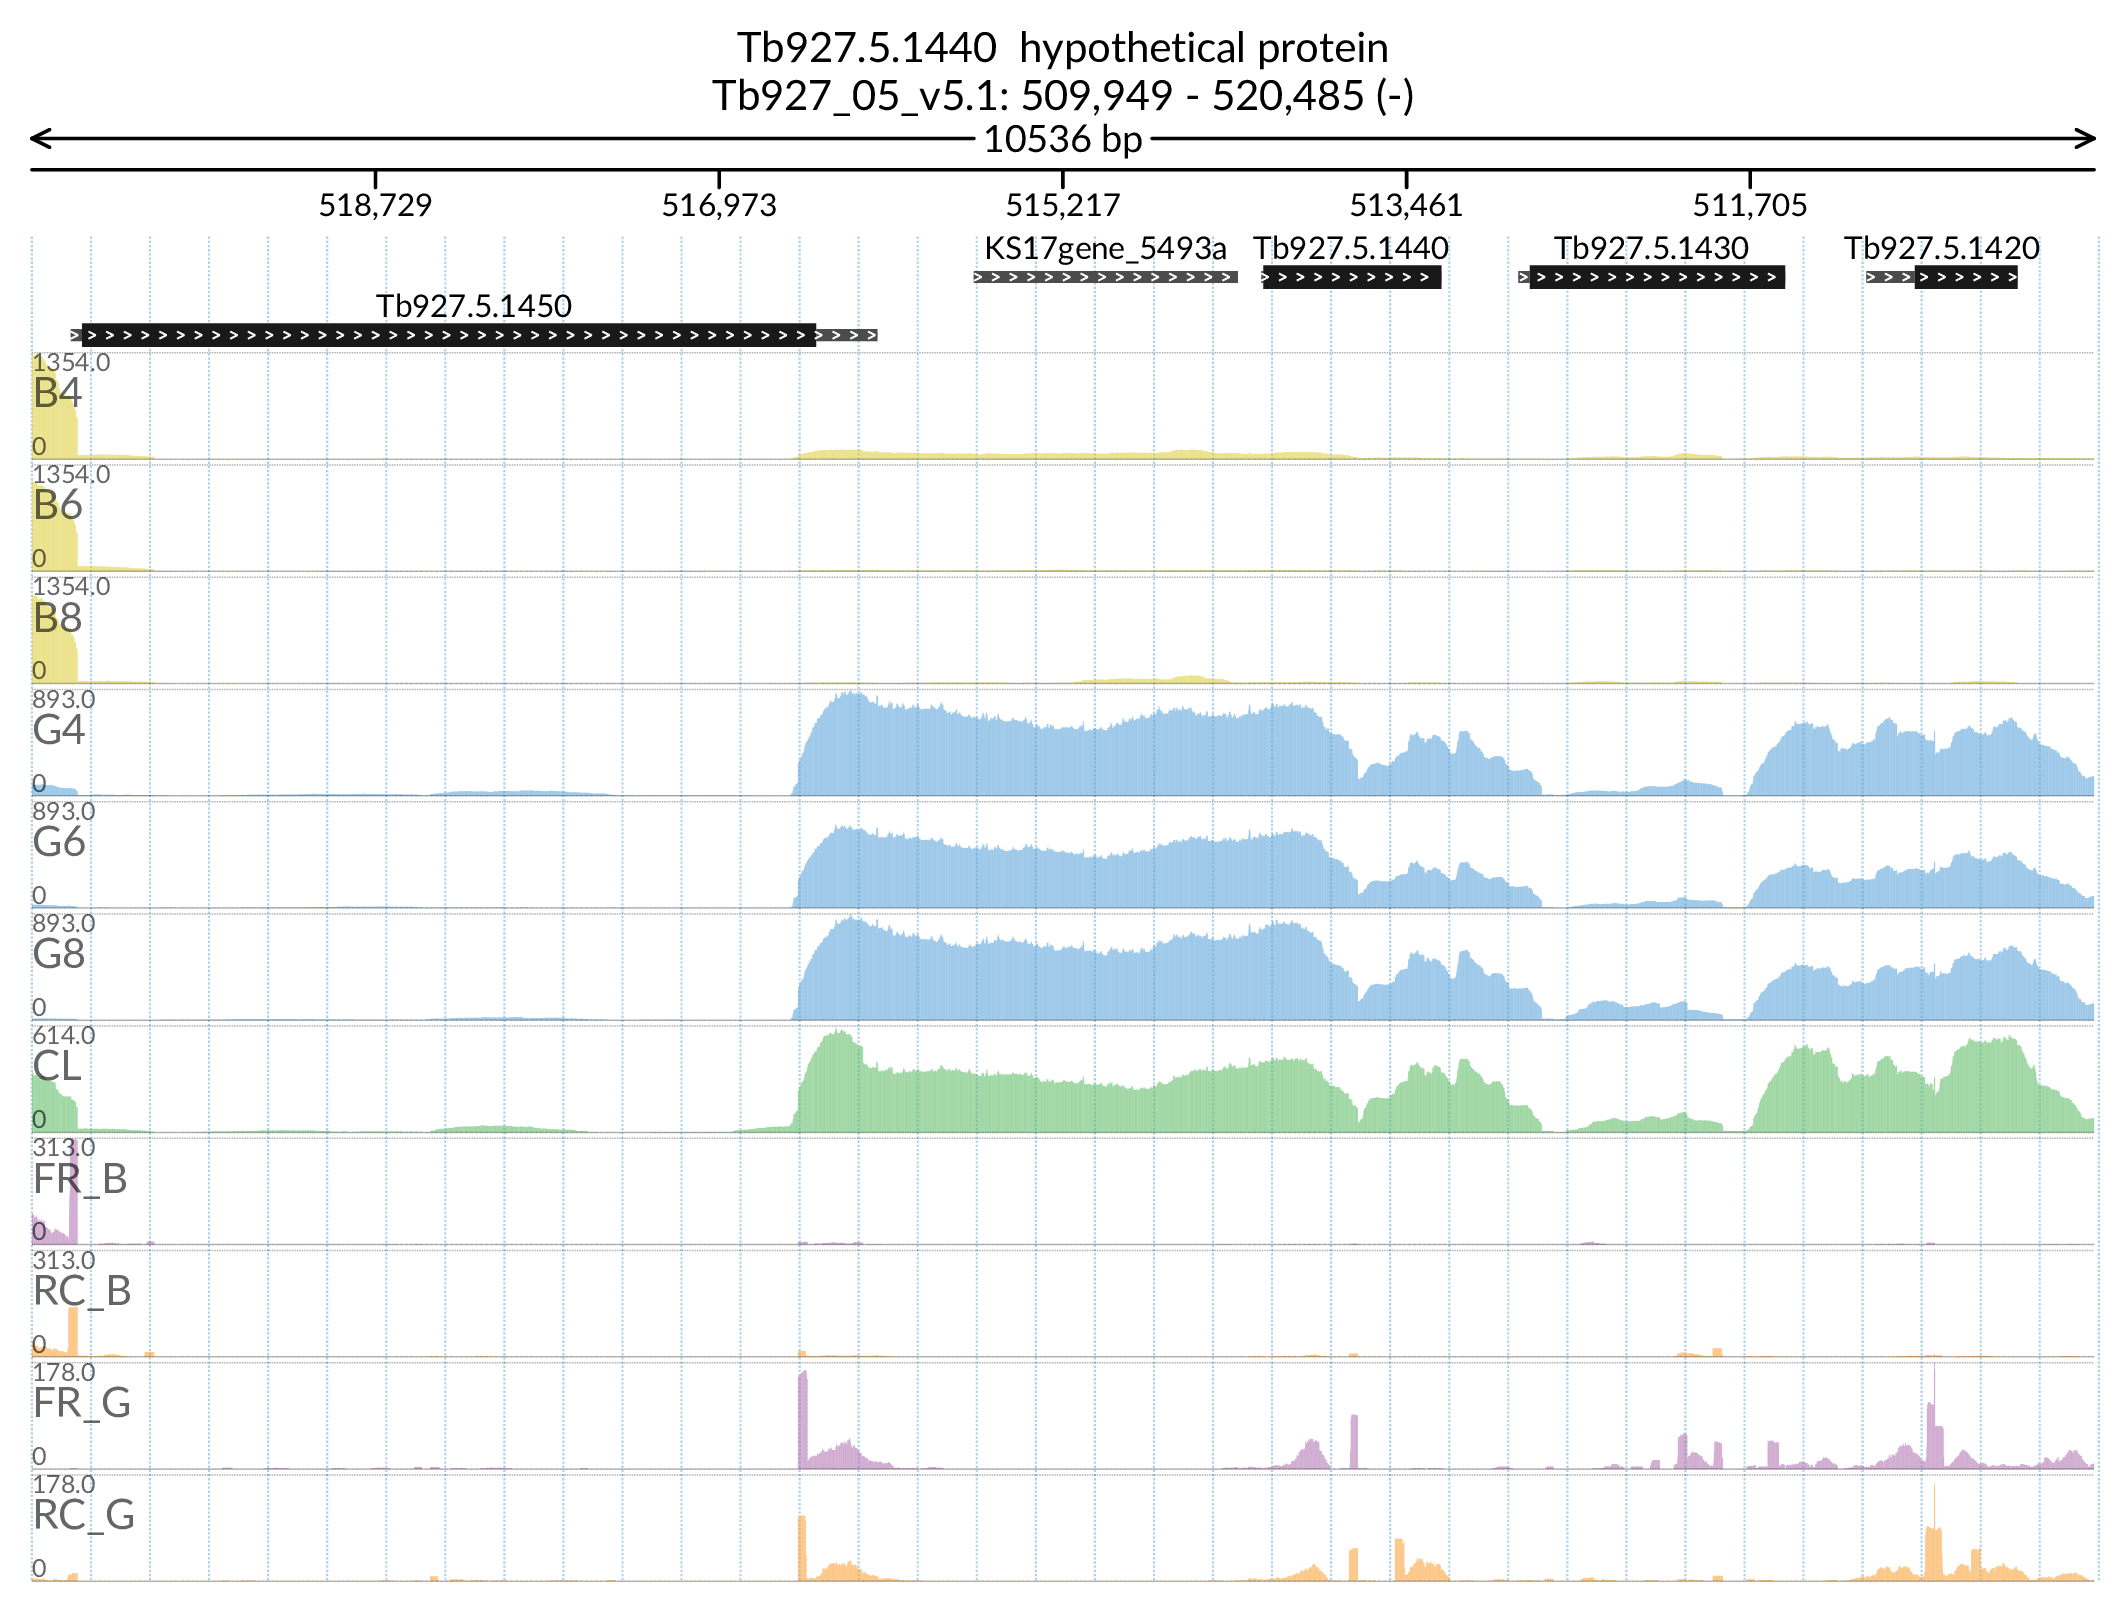 Tb927.5.1440  hypothetical protein
Tb927_05_v5.1: 509,949 - 520,485 (-)
10536 bp
518,729 516,973 515,217 513,461 511,705
KS17gene_5493a Tb927.5.1440 Tb927.5.1430 Tb927.5.1420
Tb927.5.1450
1354.0
B4
0
1354.0
B6
0
1354.0
B8
0
893.0
G4
0
893.0
G6
0
893.0
G8
0
614.0
CL
0
313.0
FR_B
0
313.0
RC_B
0
178.0
FR_G
0
178.0
RC_G
0